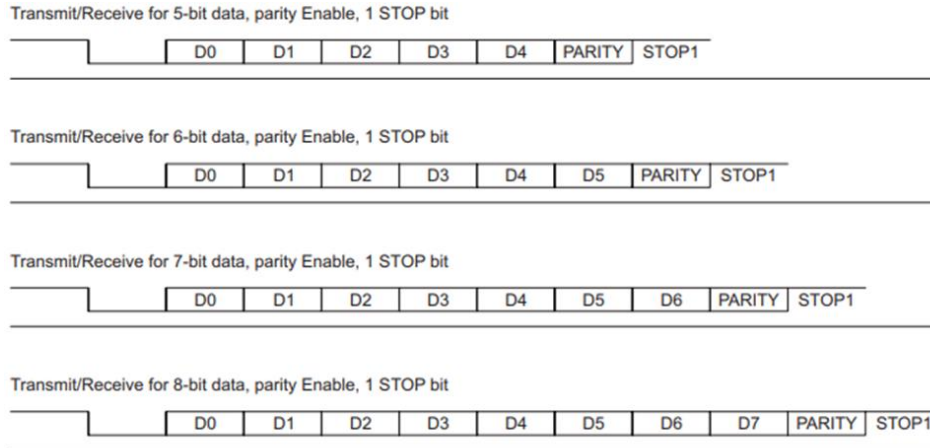 Transmit/Receive for 5-bit data, parity Enable, 1 STOP bit
D0 D1 D2 D3 D4 PARITY STOP1
Transmit/Receive for 6-bit data, parity Enable, 1 STOP bit
D0 D1 D2 D3 D4 D5 PARITY STOP1
Transmit/Receive for 7-bit data, parity Enable, 1 STOP bit
D0 D1 D2 D3 D4 D5 D6 PARITY STOP1
Transmit/Receive for 8-bit data, parity Enable, 1 STOP bit
D0 D1 D2 D3 D4 D5 D6 D7 PARITY STOP1